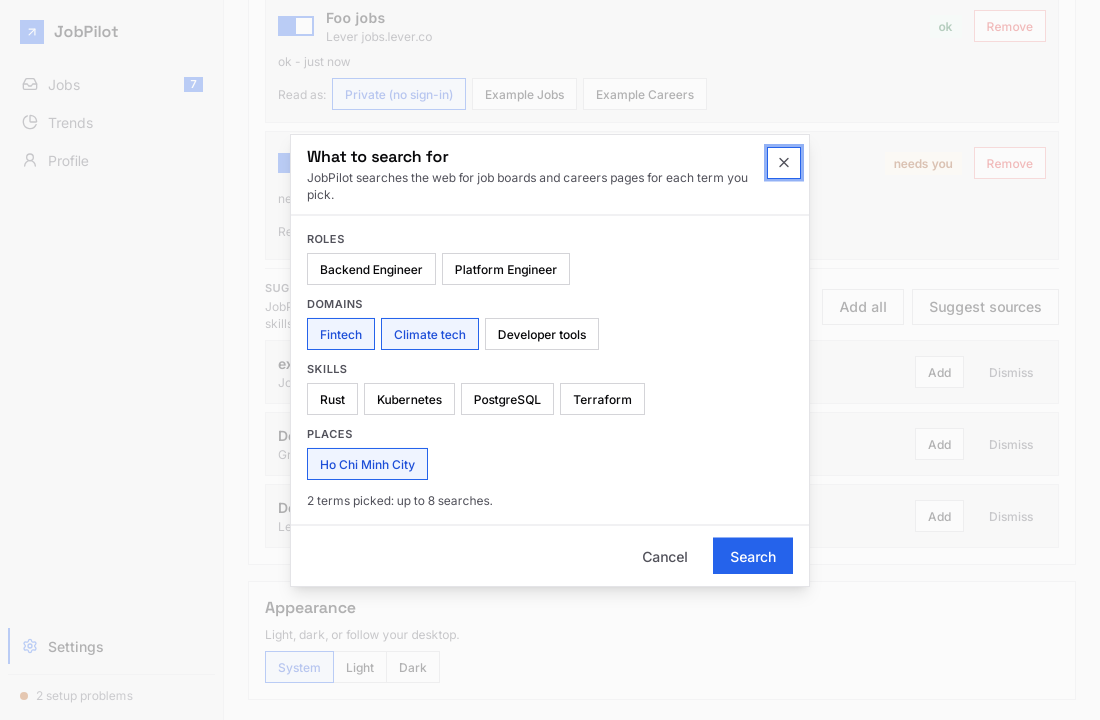 JobPilot
Jobs
7
Trends
Profile
Settings
2 setup problems
Foo jobs
Lever jobs.lever.co
ok
Remove
ok - just now
Read as:
Private (no sign-in)
Example Jobs
Example Careers
needs you
Remove
Add all
Suggest sources
Add
Dismiss
Add
Dismiss
Add
Dismiss
What to search for
JobPilot searches the web for job boards and careers pages for each term you
pick.
ROLES
Backend Engineer
Platform Engineer
DOMAINS
Fintech
Climate tech
Developer tools
SKILLS
Rust
Kubernetes
PostgreSQL
Terraform
PLACES
Ho Chi Minh City
2 terms picked: up to 8 searches.
Cancel
Search
Appearance
Light, dark, or follow your desktop.
System
Light
Dark